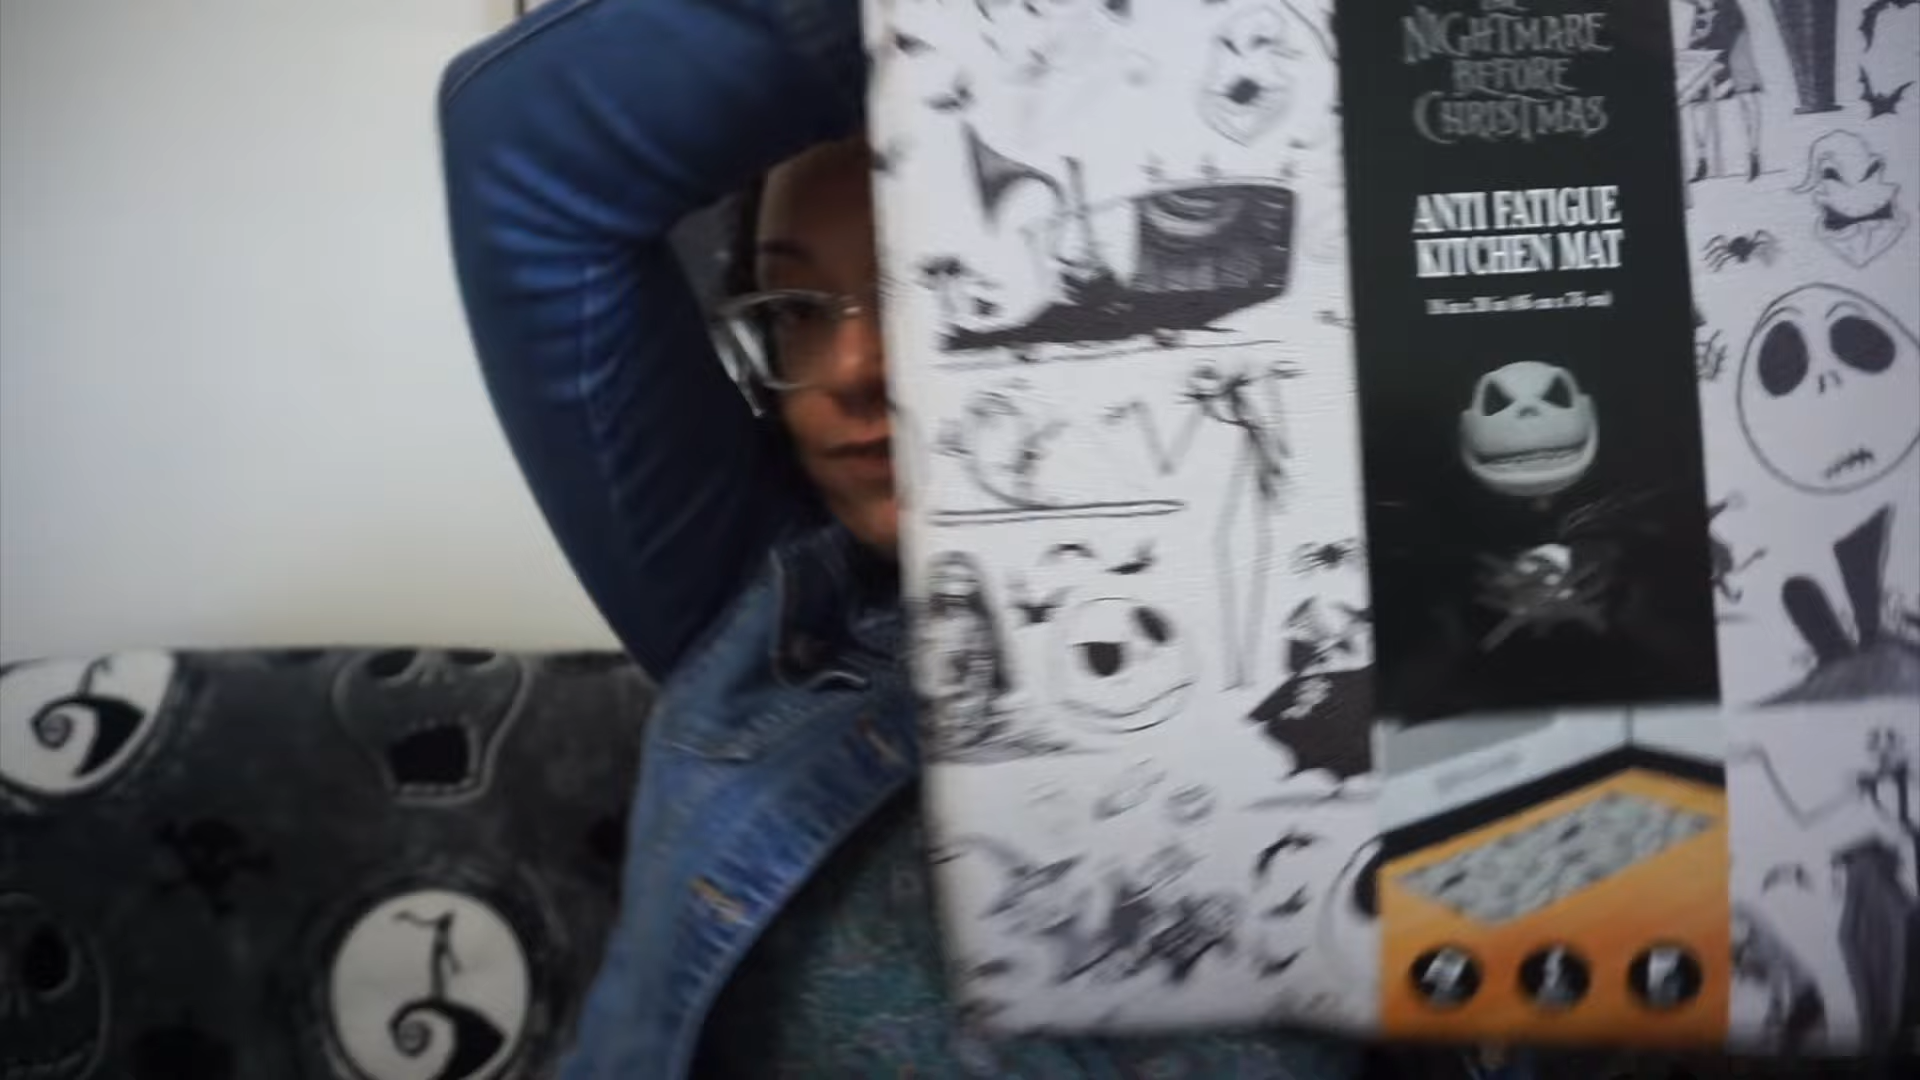 NIGHTMARE
BEFORE
CHRISTMAS
ANTI FATIGUE
KITCHEN MAT